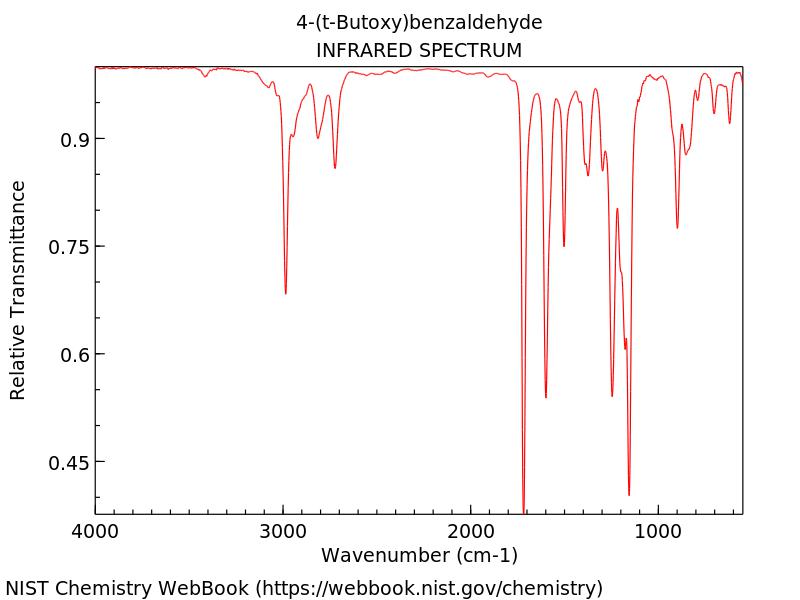 4-(t-Butoxy)benzaldehyde
INFRARED SPECTRUM
0.9
0.75
0.6
0.45
Relative Transmittance
4000 3000 2000 1000
Wavenumber (cm-1)
NIST Chemistry WebBook (https://webbook.nist.gov/chemistry)